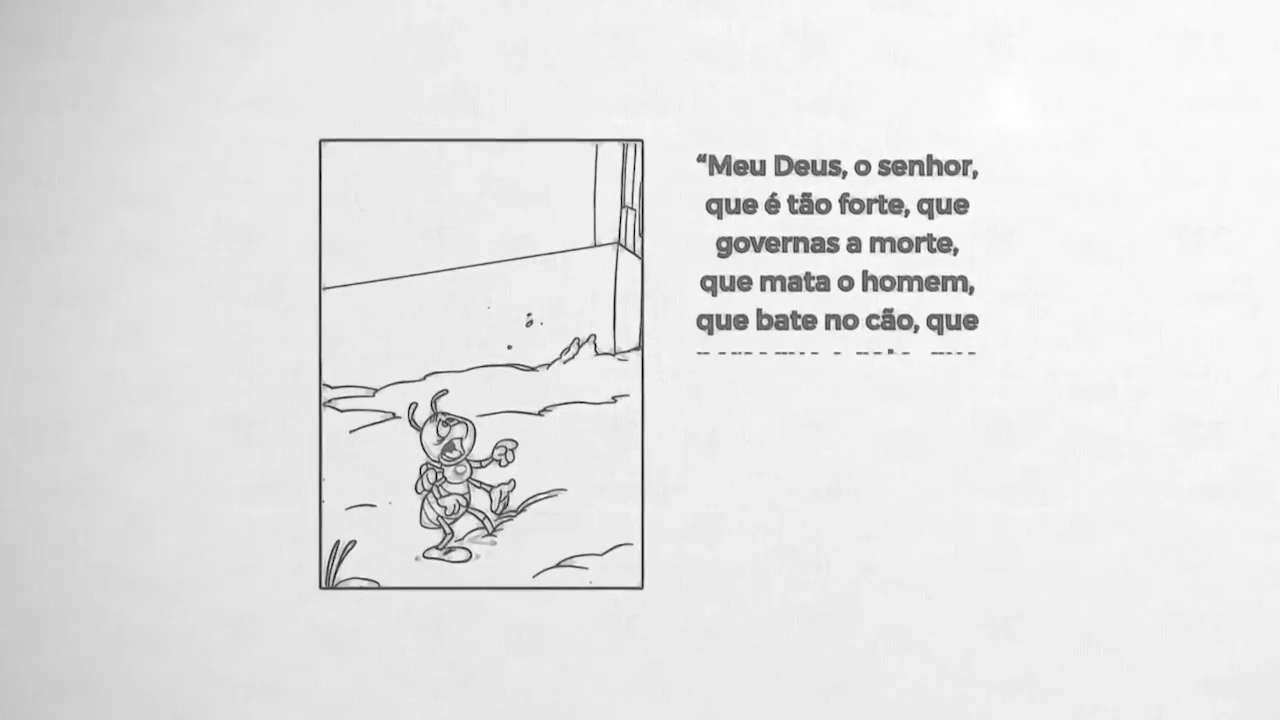 “Meu Deus, o senhor,
que é tão forte, que
governas a morte,
que mata o homem,
que bate no cão, que